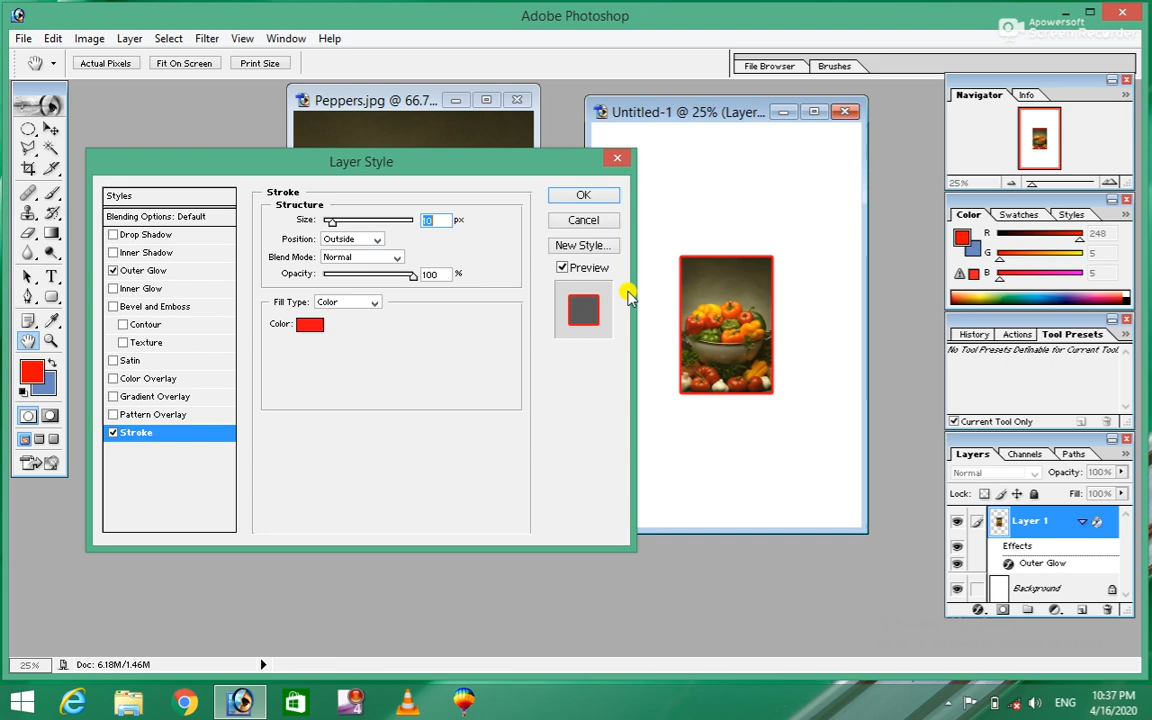 Adobe Photoshop
Apowersoft
Screen Recorder
File Edit Image Layer Select Filter View Window Help
Actual Pixels Fit On Screen Print Size
File Browser Brushes
Peppers.jpg @ 66.7...
Untitled-1 @ 25% (Layer...
Navigator Info
25%
Layer Style
Styles
Blending Options: Default
Drop Shadow
Inner Shadow
Outer Glow
Inner Glow
Bevel and Emboss
Contour
Texture
Satin
Color Overlay
Gradient Overlay
Pattern Overlay
Stroke
Stroke
Structure
Size: 10 px
Position: Outside
Blend Mode: Normal
Opacity: 100 %
Fill Type: Color
Color:
OK
Cancel
New Style...
Preview
Color Swatches Styles
R 248
G 5
B 5
History Actions Tool Presets
No Tool Presets Definable for Current Tool.
Current Tool Only
Layers Channels Paths
Normal Opacity: 100%
Lock: Fill: 100%
Layer 1
Effects
Outer Glow
Background
25% Doc: 6.18M/1.46M
4
ENG
10:37 PM
4/16/2020